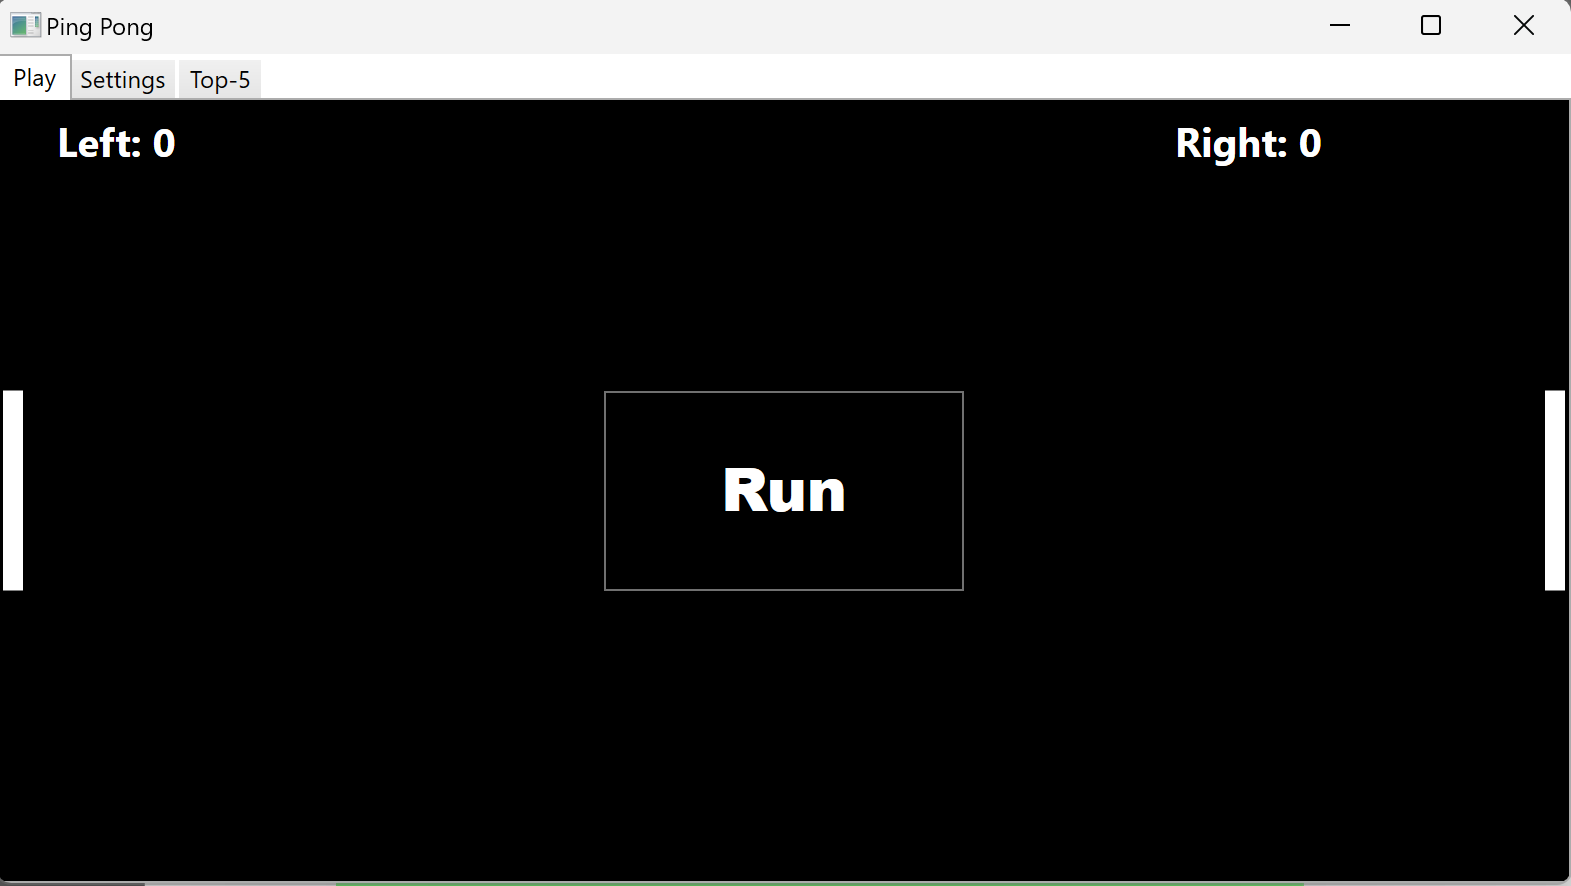 Ping Pong
Play Settings Top-5
Left: 0 Right: 0
Run